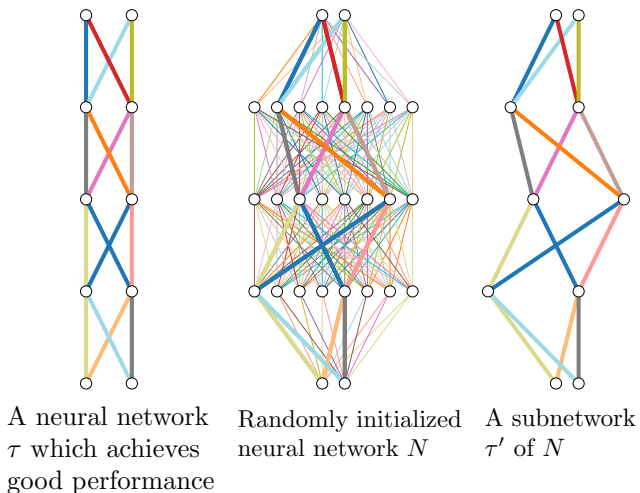 A neural network
τ which achieves
good performance
Randomly initialized
neural network N
A subnetwork
τ′ of N